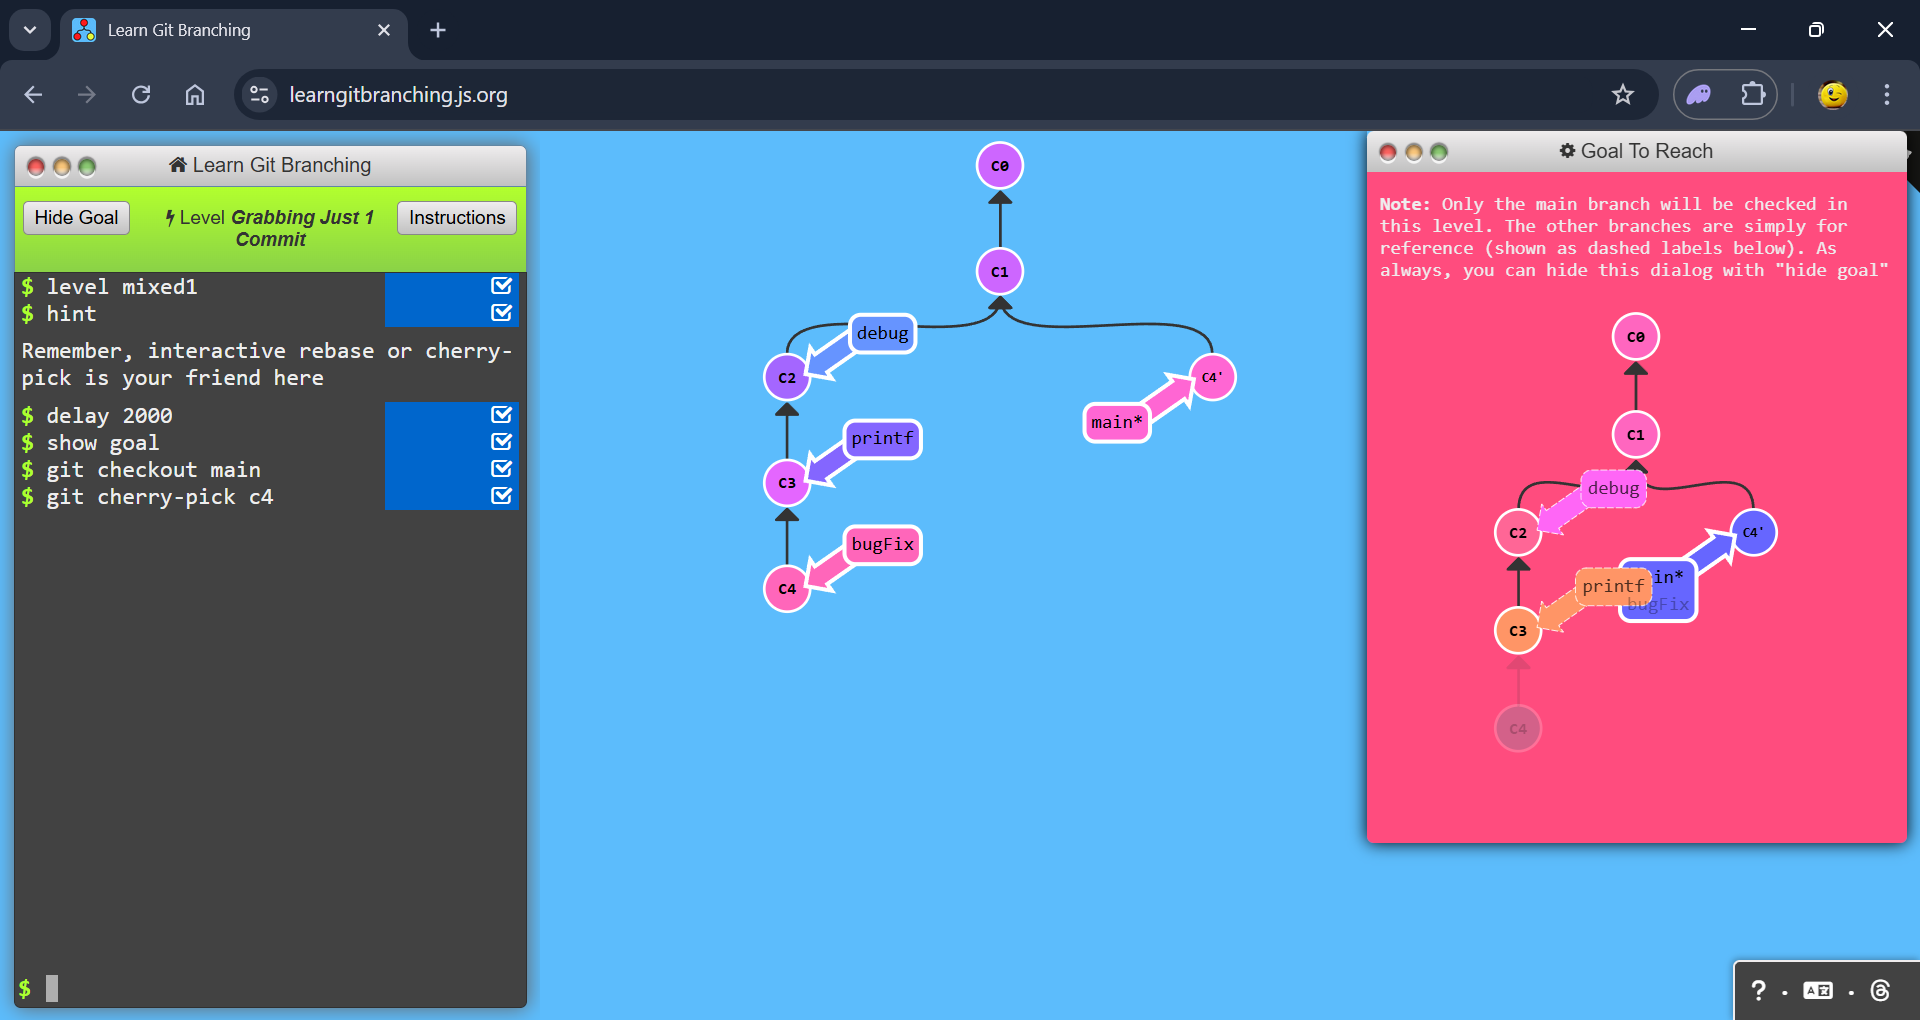 Learn Git Branching
learngitbranching.js.org
Learn Git Branching
Hide Goal
Level Grabbing Just 1
Commit
Instructions
$ level mixed1
$ hint
Remember, interactive rebase or cherry-
pick is your friend here
$ delay 2000
$ show goal
$ git checkout main
$ git cherry-pick c4
$
C0
C1
debug
C2
C4'
main*
printf
C3
bugFix
C4
Goal To Reach
Note: Only the main branch will be checked in
this level. The other branches are simply for
reference (shown as dashed labels below). As
always, you can hide this dialog with "hide goal"
C0
C1
debug
C2
C4'
in*
printf
bugFix
C3
C4
?